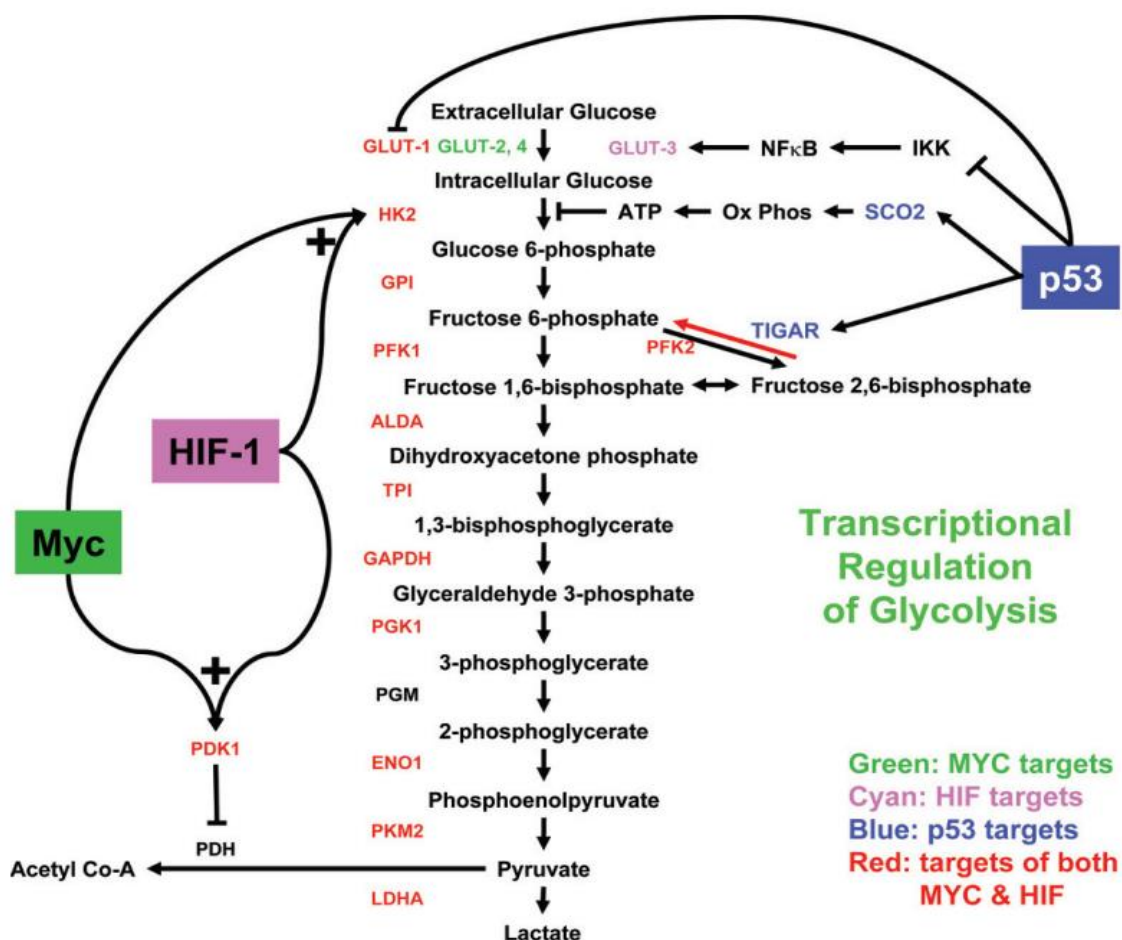 Extracellular Glucose
GLUT-1 GLUT-2, 4 GLUT-3 NFκB IKK
Intracellular Glucose
HK2 ATP Ox Phos SCO2
+
Glucose 6-phosphate
p53
GPI
Fructose 6-phosphate TIGAR
PFK1 PFK2
Fructose 1,6-bisphosphate Fructose 2,6-bisphosphate
ALDA
HIF-1
Dihydroxyacetone phosphate
TPI
Myc
1,3-bisphosphoglycerate
GAPDH
Glyceraldehyde 3-phosphate
PGK1
Transcriptional
Regulation
of Glycolysis
3-phosphoglycerate
+
PGM
2-phosphoglycerate
PDK1
ENO1
Phosphoenolpyruvate
PKM2
PDH
Acetyl Co-A Pyruvate
LDHA
Lactate
Green: MYC targets
Cyan: HIF targets
Blue: p53 targets
Red: targets of both
MYC & HIF